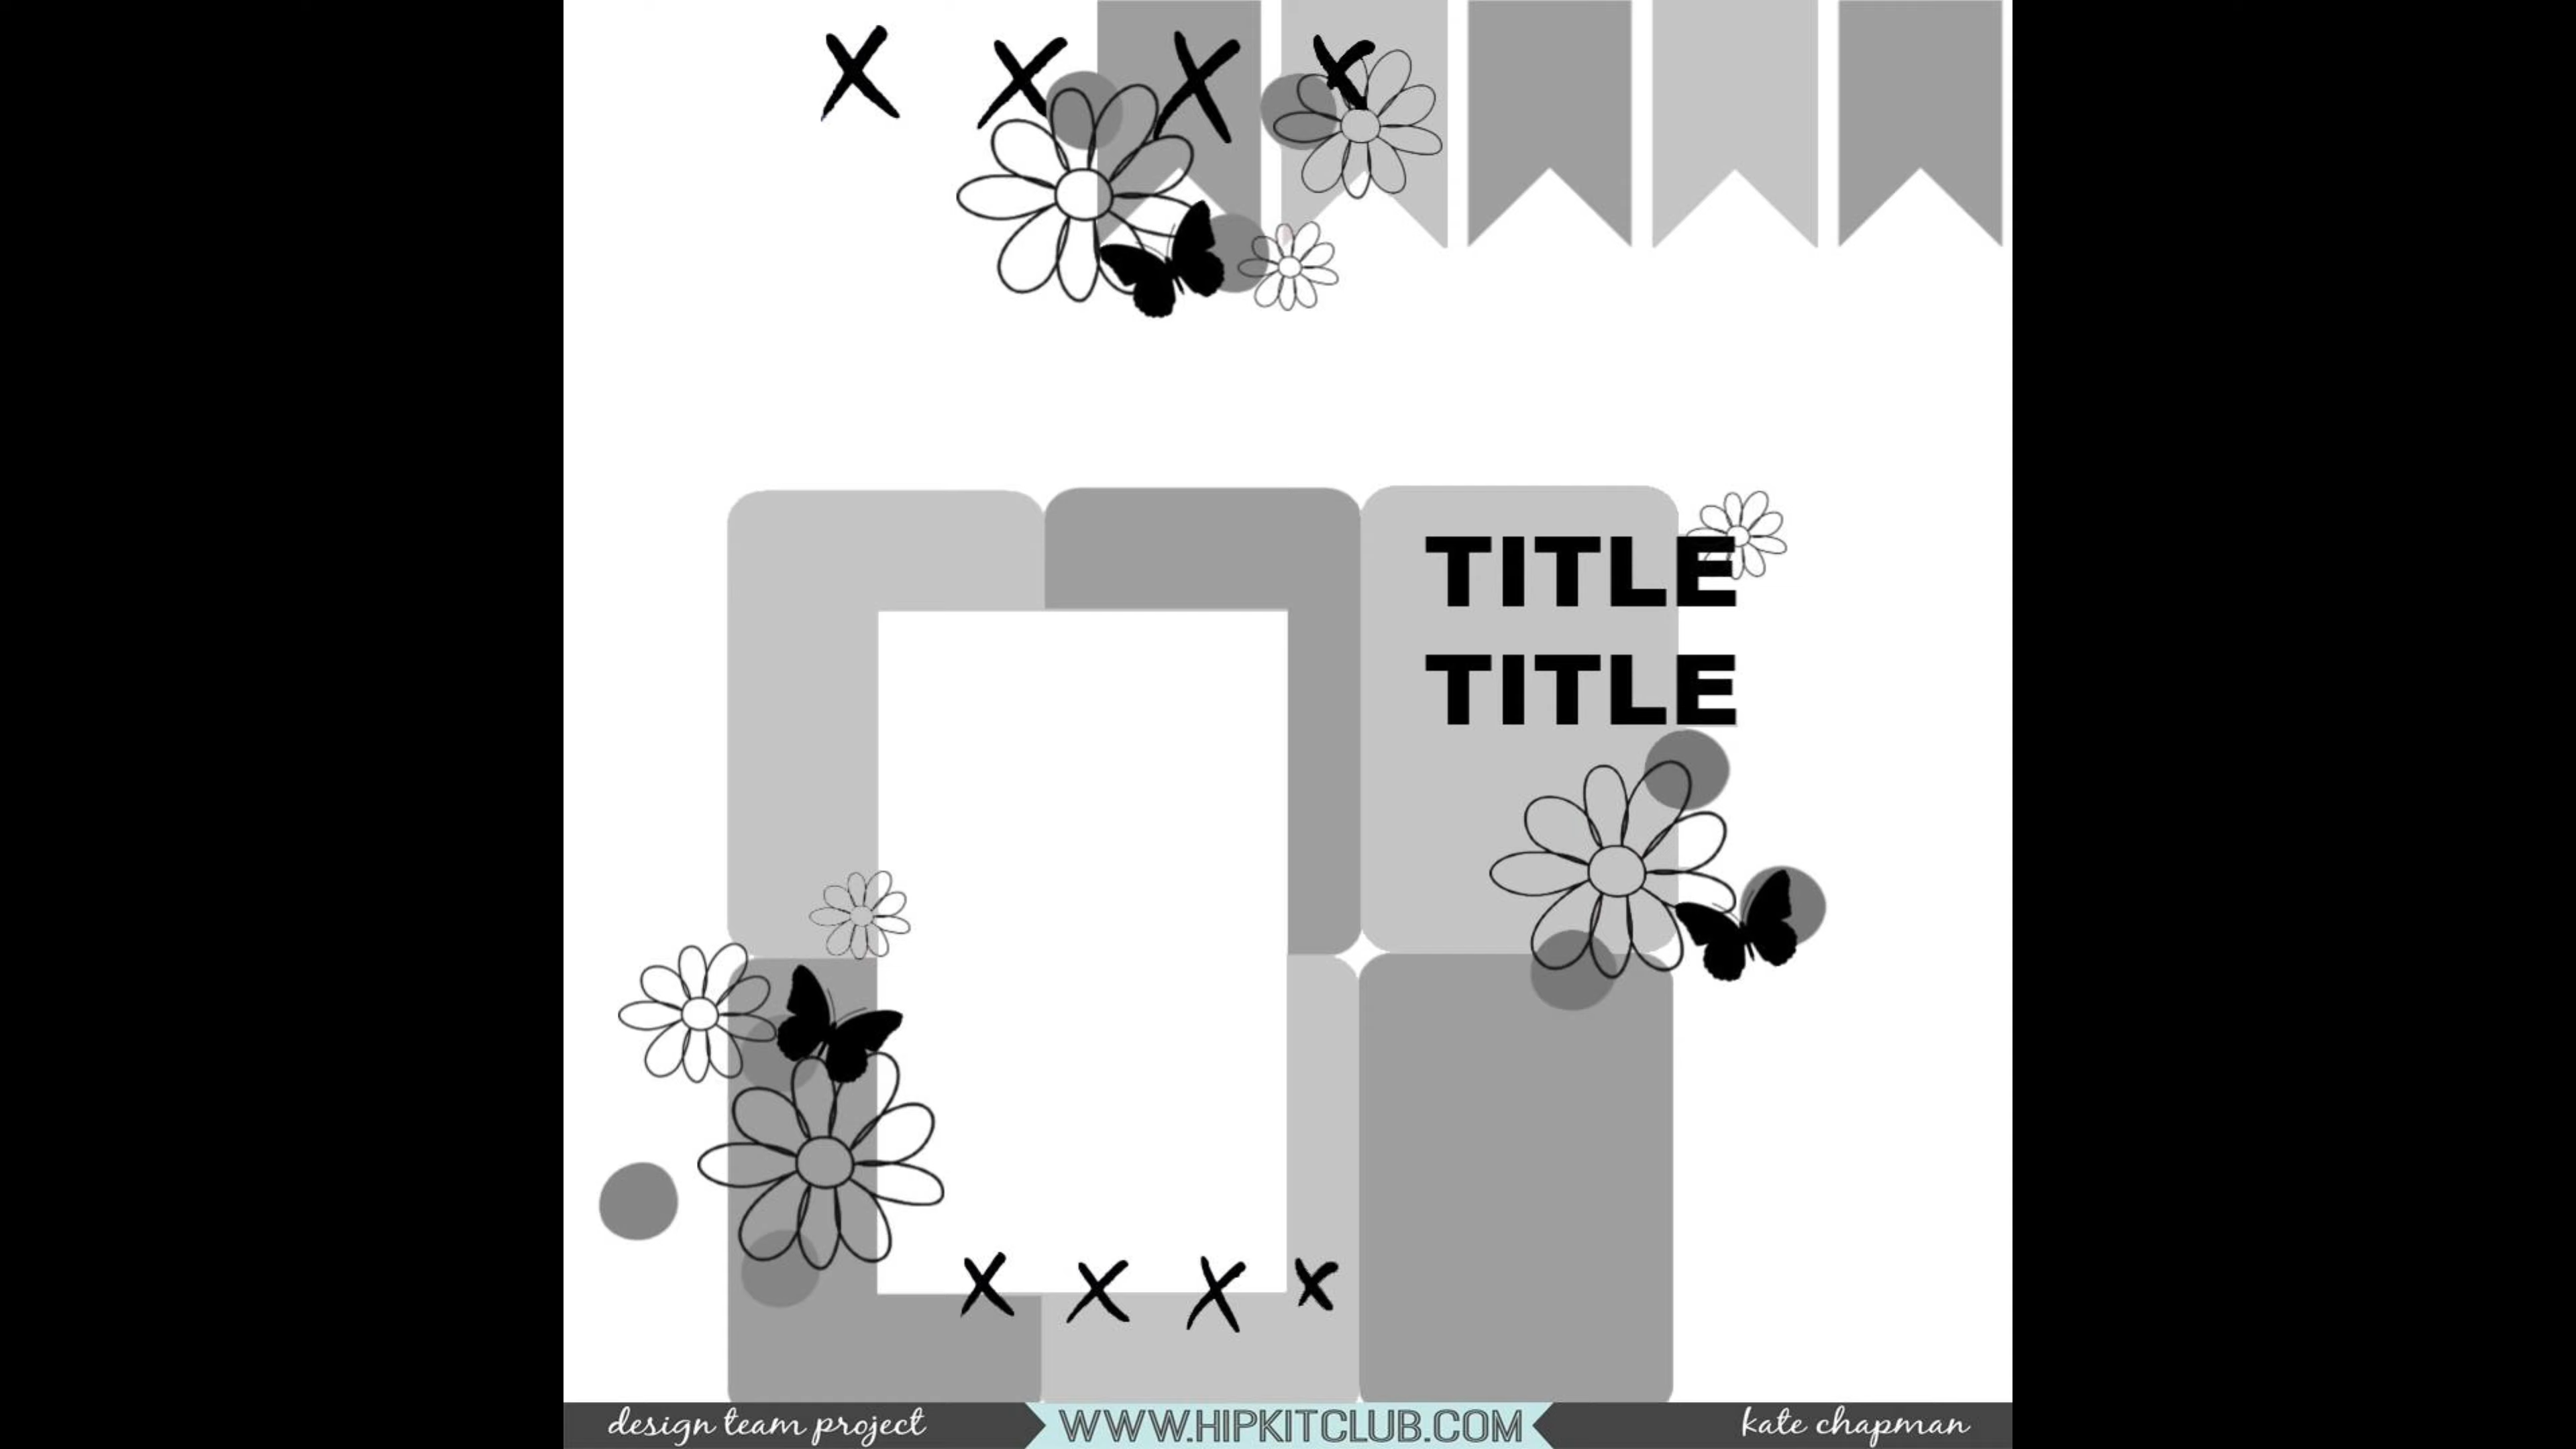 X X X X
TITLE
TITLE
X X X X
design team project
WWW.HIPKITCLUB.COM
kate chapman